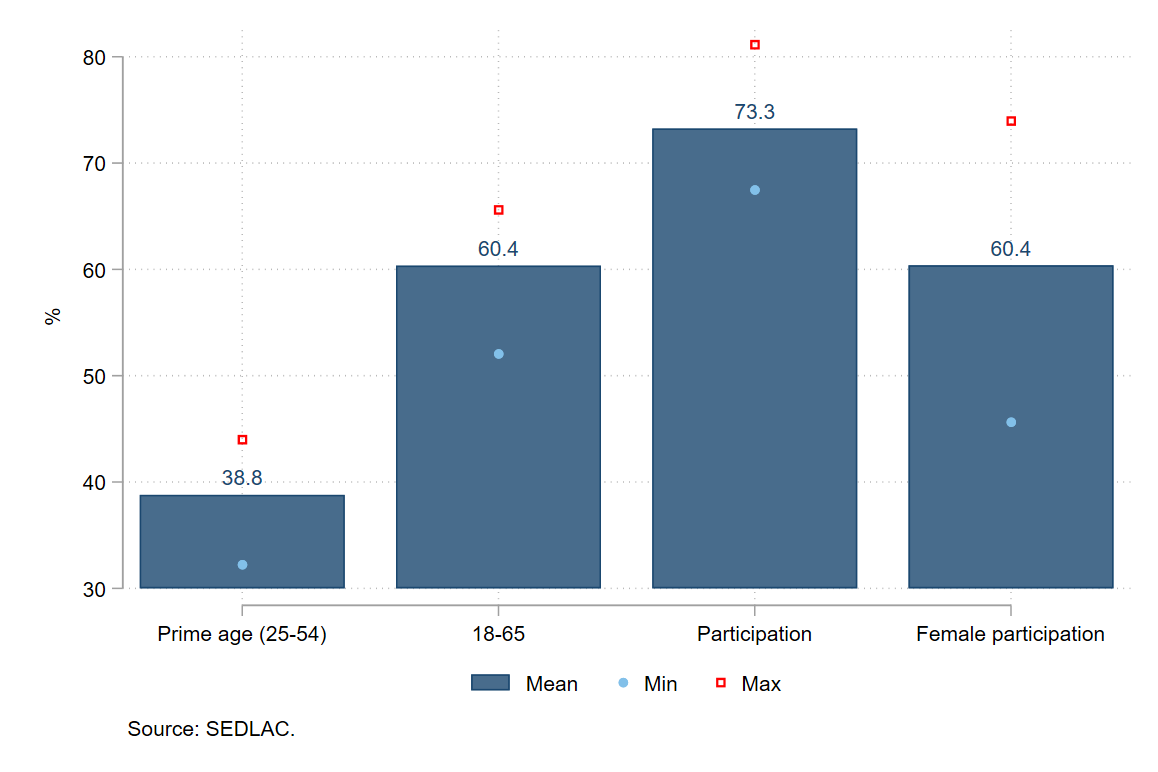 80
70
60
50
40
30
%
38.8
60.4
73.3
60.4
Prime age (25-54)
18-65
Participation
Female participation
Mean
Min
Max
Source: SEDLAC.